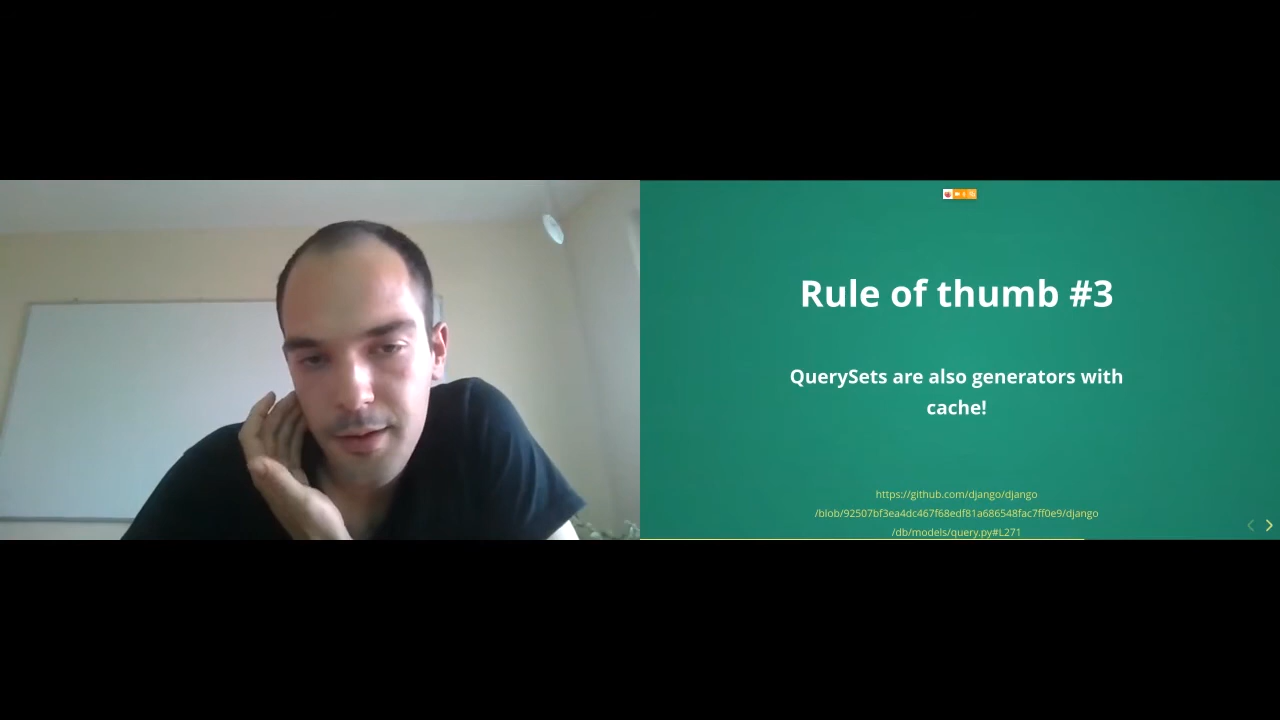 Rule of thumb #3
QuerySets are also generators with
cache!
https://github.com/django/django
/blob/92507bf3ea4dc467f68edf81a686548fac7ff0e9/django
/db/models/query.py#L271